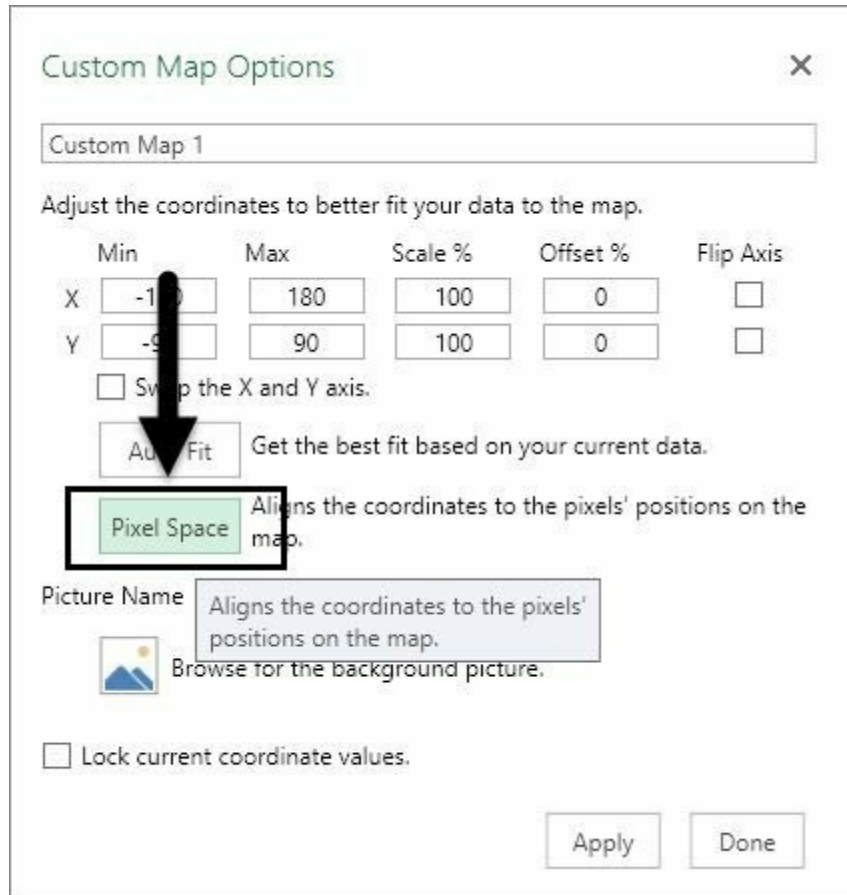 Custom Map Options
Custom Map 1
Adjust the coordinates to better fit your data to the map.
Min Max Scale % Offset % Flip Axis
X 180 100 0
Y 90 100 0
the X and Y axis.
Fit Get the best fit based on your current data.
Pixel Space Aligns the coordinates to the pixels' positions on the
map.
Picture Name
Aligns the coordinates to the pixels'
positions on the map.
Browse for the background picture.
Lock current coordinate values.
Apply Done